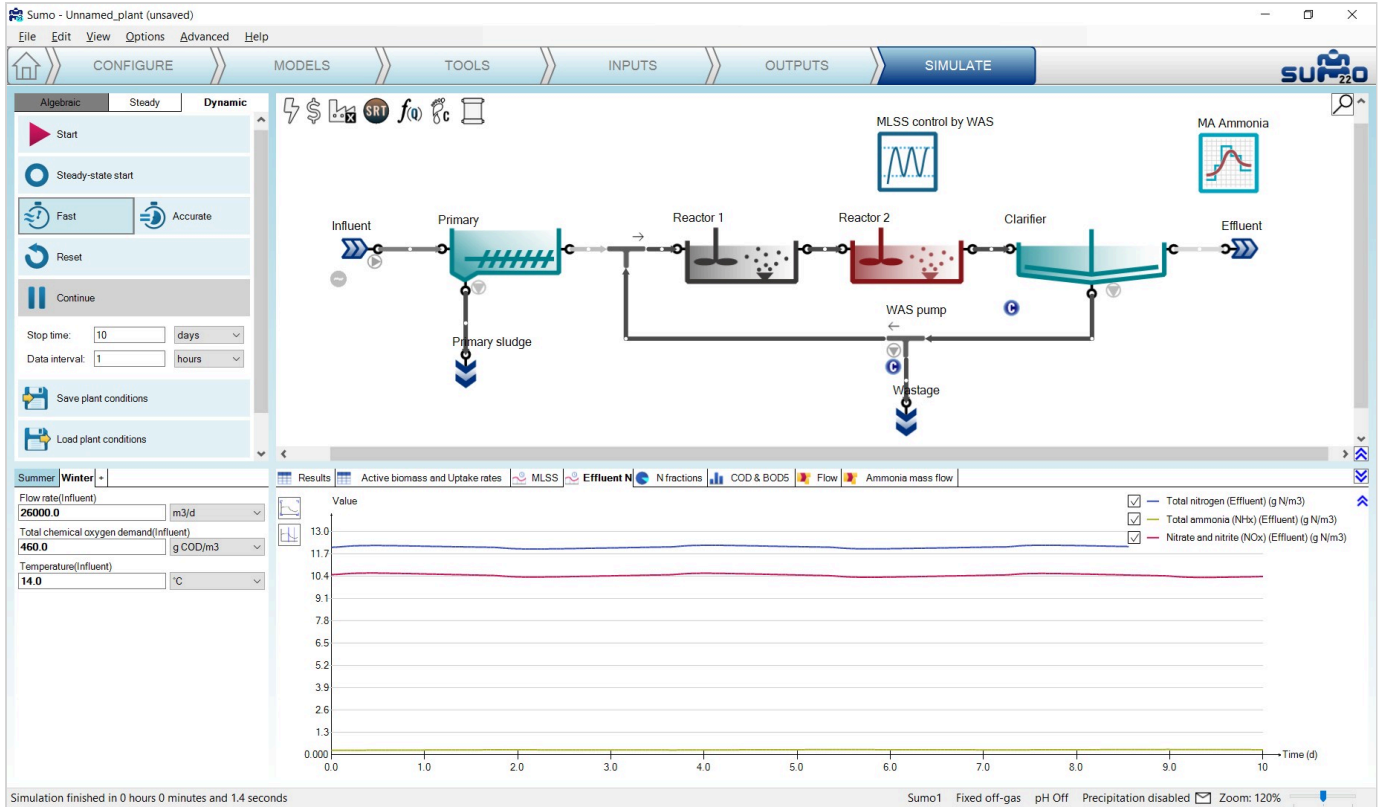 Sumo - Unnamed_plant (unsaved)
File Edit View Options Advanced Help
CONFIGURE MODELS TOOLS INPUTS OUTPUTS SIMULATE
SUMO 22
Algebraic Steady Dynamic
Start
Steady-state start
Fast Accurate
Reset
Continue
Stop time: 10 days
Data interval: 1 hours
Save plant conditions
Load plant conditions
$ x SRT f(Q) C
MLSS control by WAS
MA Ammonia
Influent
Primary
Reactor 1
Reactor 2
Clarifier
Effluent
WAS pump
C
C
Primary sludge
Wastage
Summer Winter +
Flow rate(Influent)
26000.0 m3/d
Total chemical oxygen demand(Influent)
460.0 g COD/m3
Temperature(Influent)
14.0 °C
Results Active biomass and Uptake rates MLSS Effluent N N fractions COD & BOD5 Flow Ammonia mass flow
Value
Total nitrogen (Effluent) (g N/m3)
Total ammonia (NHx) (Effluent) (g N/m3)
Nitrate and nitrite (NOx) (Effluent) (g N/m3)
13.0
11.7
10.4
9.1
7.8
6.5
5.2
3.9
2.6
1.3
0.000
0.0 1.0 2.0 3.0 4.0 5.0 6.0 7.0 8.0 9.0 10
Time (d)
Simulation finished in 0 hours 0 minutes and 1.4 seconds
Sumo1 Fixed off-gas pH Off Precipitation disabled Zoom: 120%